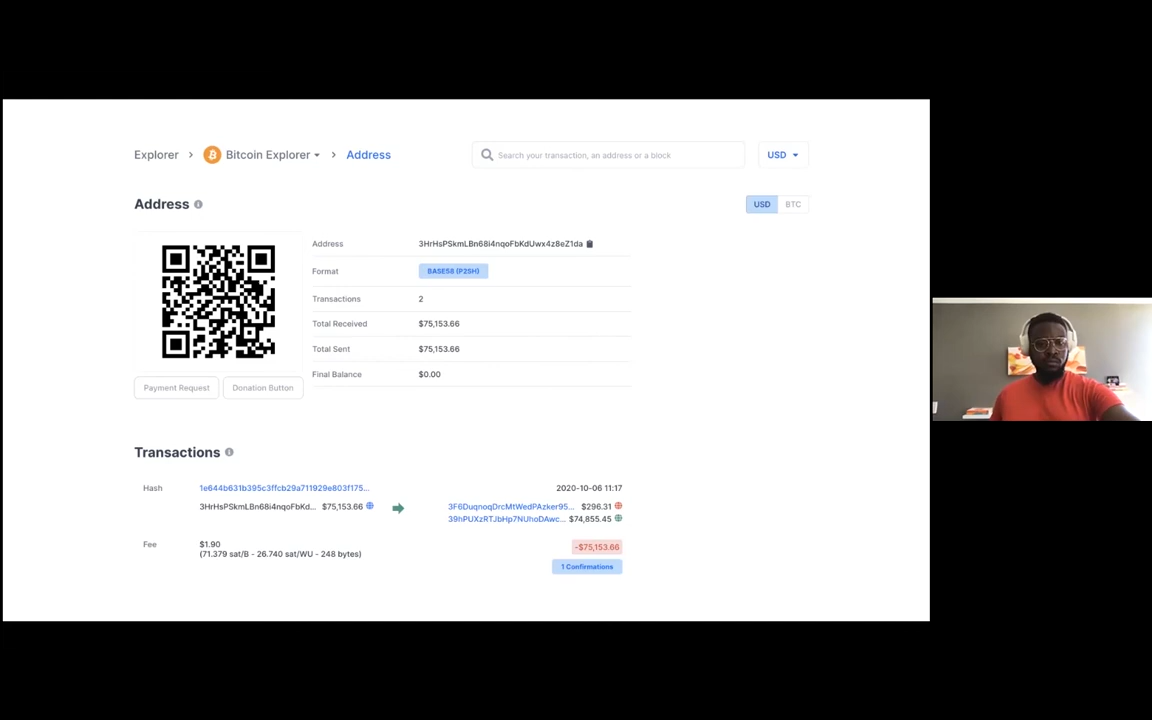 Explorer > Bitcoin Explorer > Address
Search your transaction, an address or a block
USD
Address
USD BTC
Address 3HrHsPSkmLBn68i4nqoFbKdUwx4z8eZ1da
Format BASE58 (P2SH)
Transactions 2
Total Received $75,153.66
Total Sent $75,153.66
Final Balance $0.00
Payment Request Donation Button
Transactions
Hash 1e644b631b395c3ffcb29a711929e803f175... 2020-10-06 11:17
3HrHsPSkmLBn68i4nqoFbKd... $75,153.66 3F6DuqnoqDrcMtWedPAzker95... $296.31
39hPUXzRTJbHp7NUhoDAwc... $74,855.45
Fee $1.90
(71.379 sat/B - 26.740 sat/WU - 248 bytes)
-$75,153.66
1 Confirmations